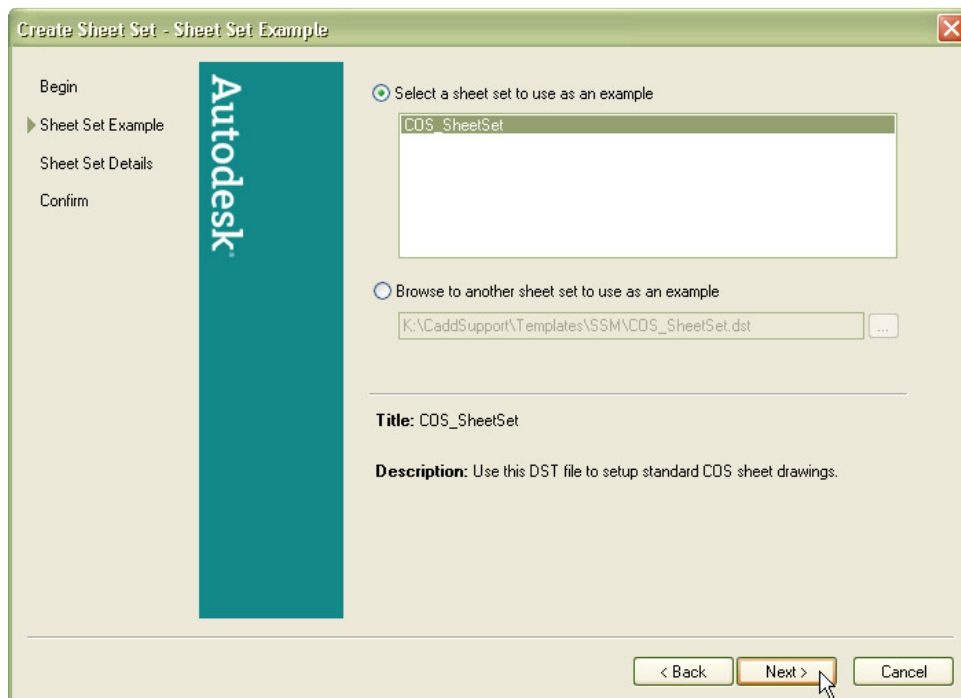 Create Sheet Set - Sheet Set Example
Begin
Sheet Set Example
Sheet Set Details
Confirm
Autodesk®
Select a sheet set to use as an example
COS_SheetSet
Browse to another sheet set to use as an example
K:\CaddSupport\Templates\SSM\COS_SheetSet.dst
...
Title: COS_SheetSet
Description: Use this DST file to setup standard COS sheet drawings.
< Back
Next >
Cancel